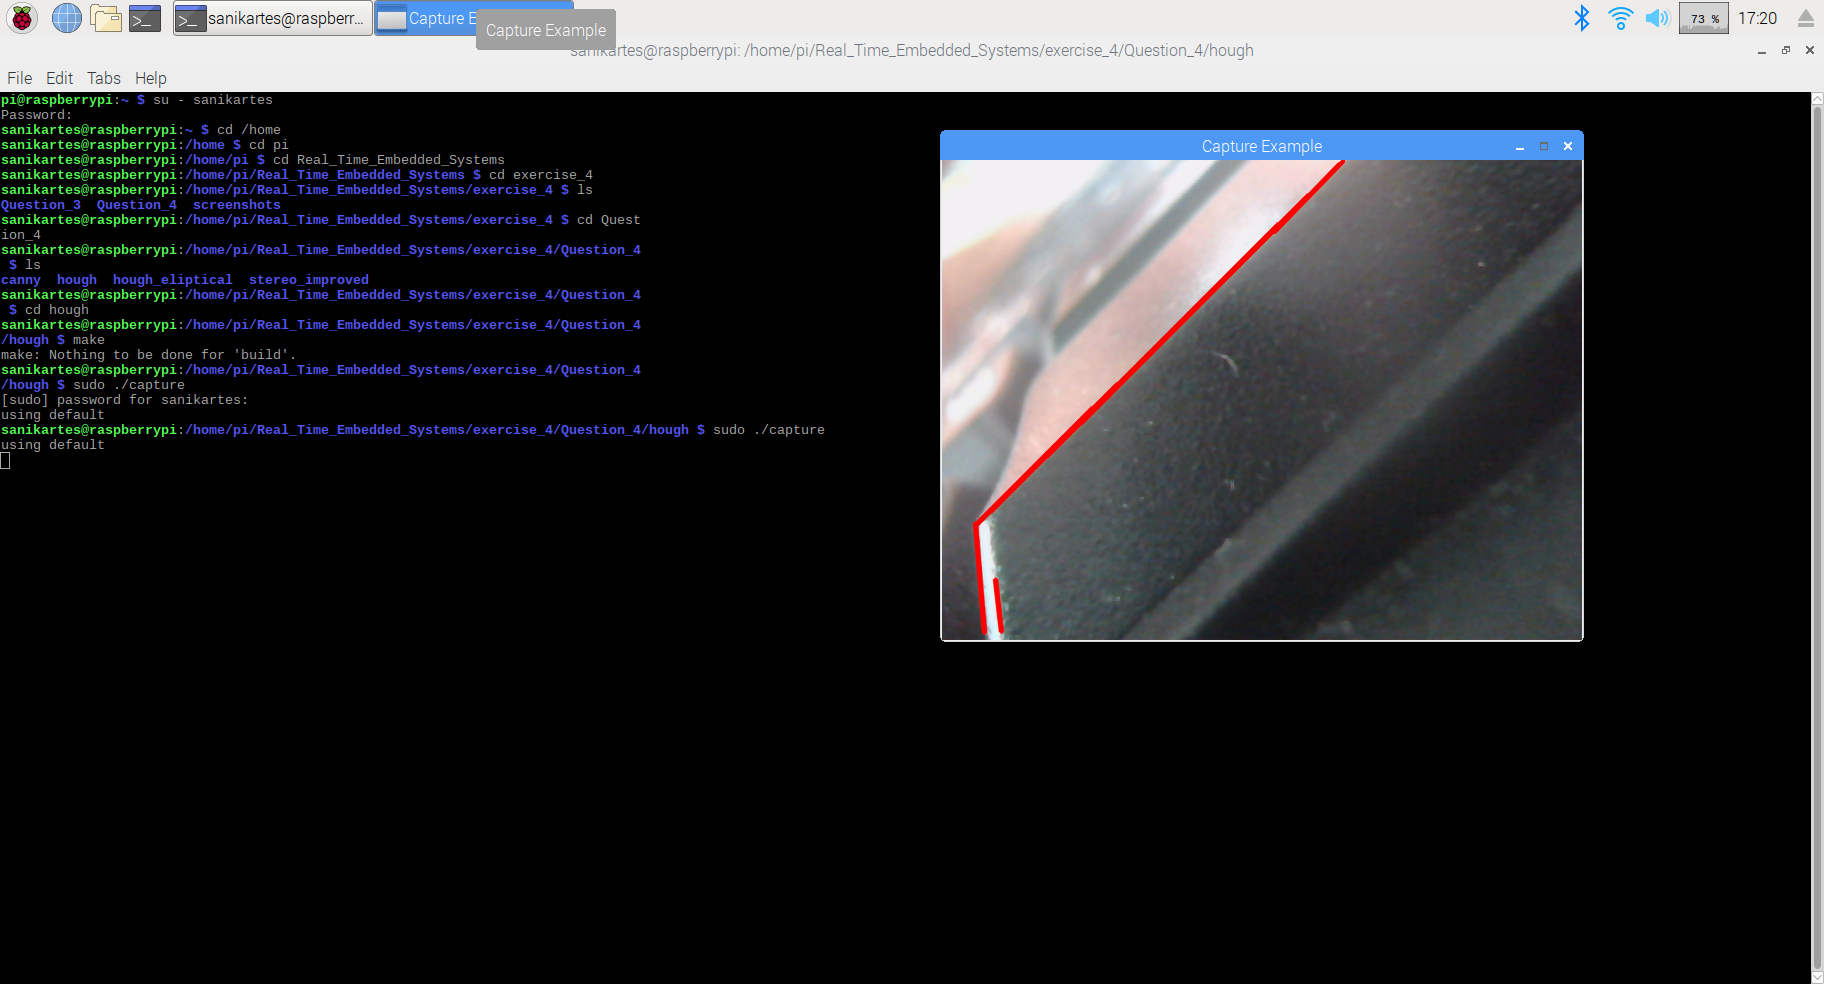 sanikartes@raspberr...
Capture E
Capture Example
73 %
17:20
sanikartes@raspberrypi: /home/pi/Real_Time_Embedded_Systems/exercise_4/Question_4/hough
File Edit Tabs Help
pi@raspberrypi:~ $ su - sanikartes
Password:
sanikartes@raspberrypi:~ $ cd /home
sanikartes@raspberrypi:/home $ cd pi
sanikartes@raspberrypi:/home/pi $ cd Real_Time_Embedded_Systems
sanikartes@raspberrypi:/home/pi/Real_Time_Embedded_Systems $ cd exercise_4
sanikartes@raspberrypi:/home/pi/Real_Time_Embedded_Systems/exercise_4 $ ls
Question_3  Question_4  screenshots
sanikartes@raspberrypi:/home/pi/Real_Time_Embedded_Systems/exercise_4 $ cd Quest
ion_4
sanikartes@raspberrypi:/home/pi/Real_Time_Embedded_Systems/exercise_4/Question_4
 $ ls
canny  hough  hough_eliptical  stereo_improved
sanikartes@raspberrypi:/home/pi/Real_Time_Embedded_Systems/exercise_4/Question_4
 $ cd hough
sanikartes@raspberrypi:/home/pi/Real_Time_Embedded_Systems/exercise_4/Question_4
/hough $ make
make: Nothing to be done for 'build'.
sanikartes@raspberrypi:/home/pi/Real_Time_Embedded_Systems/exercise_4/Question_4
/hough $ sudo ./capture
[sudo] password for sanikartes:
using default
sanikartes@raspberrypi:/home/pi/Real_Time_Embedded_Systems/exercise_4/Question_4/hough $ sudo ./capture
using default
Capture Example